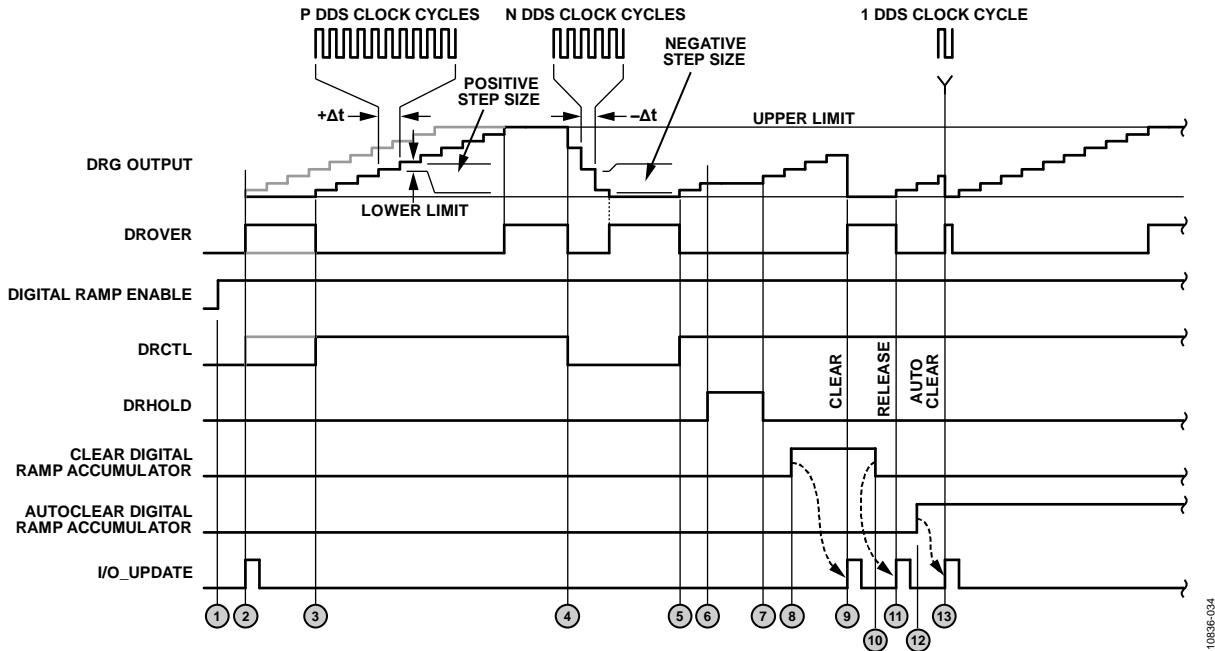 P DDS CLOCK CYCLES
N DDS CLOCK CYCLES
1 DDS CLOCK CYCLE
NEGATIVE
STEP SIZE
POSITIVE
STEP SIZE
+Δt
–Δt
UPPER LIMIT
DRG OUTPUT
LOWER LIMIT
DROVER
DIGITAL RAMP ENABLE
DRCTL
CLEAR
RELEASE
AUTO
CLEAR
DRHOLD
CLEAR DIGITAL
RAMP ACCUMULATOR
AUTOCLEAR DIGITAL
RAMP ACCUMULATOR
I/O_UPDATE
1
2
3
4
5
6
7
8
9
10
11
12
13
10836-034